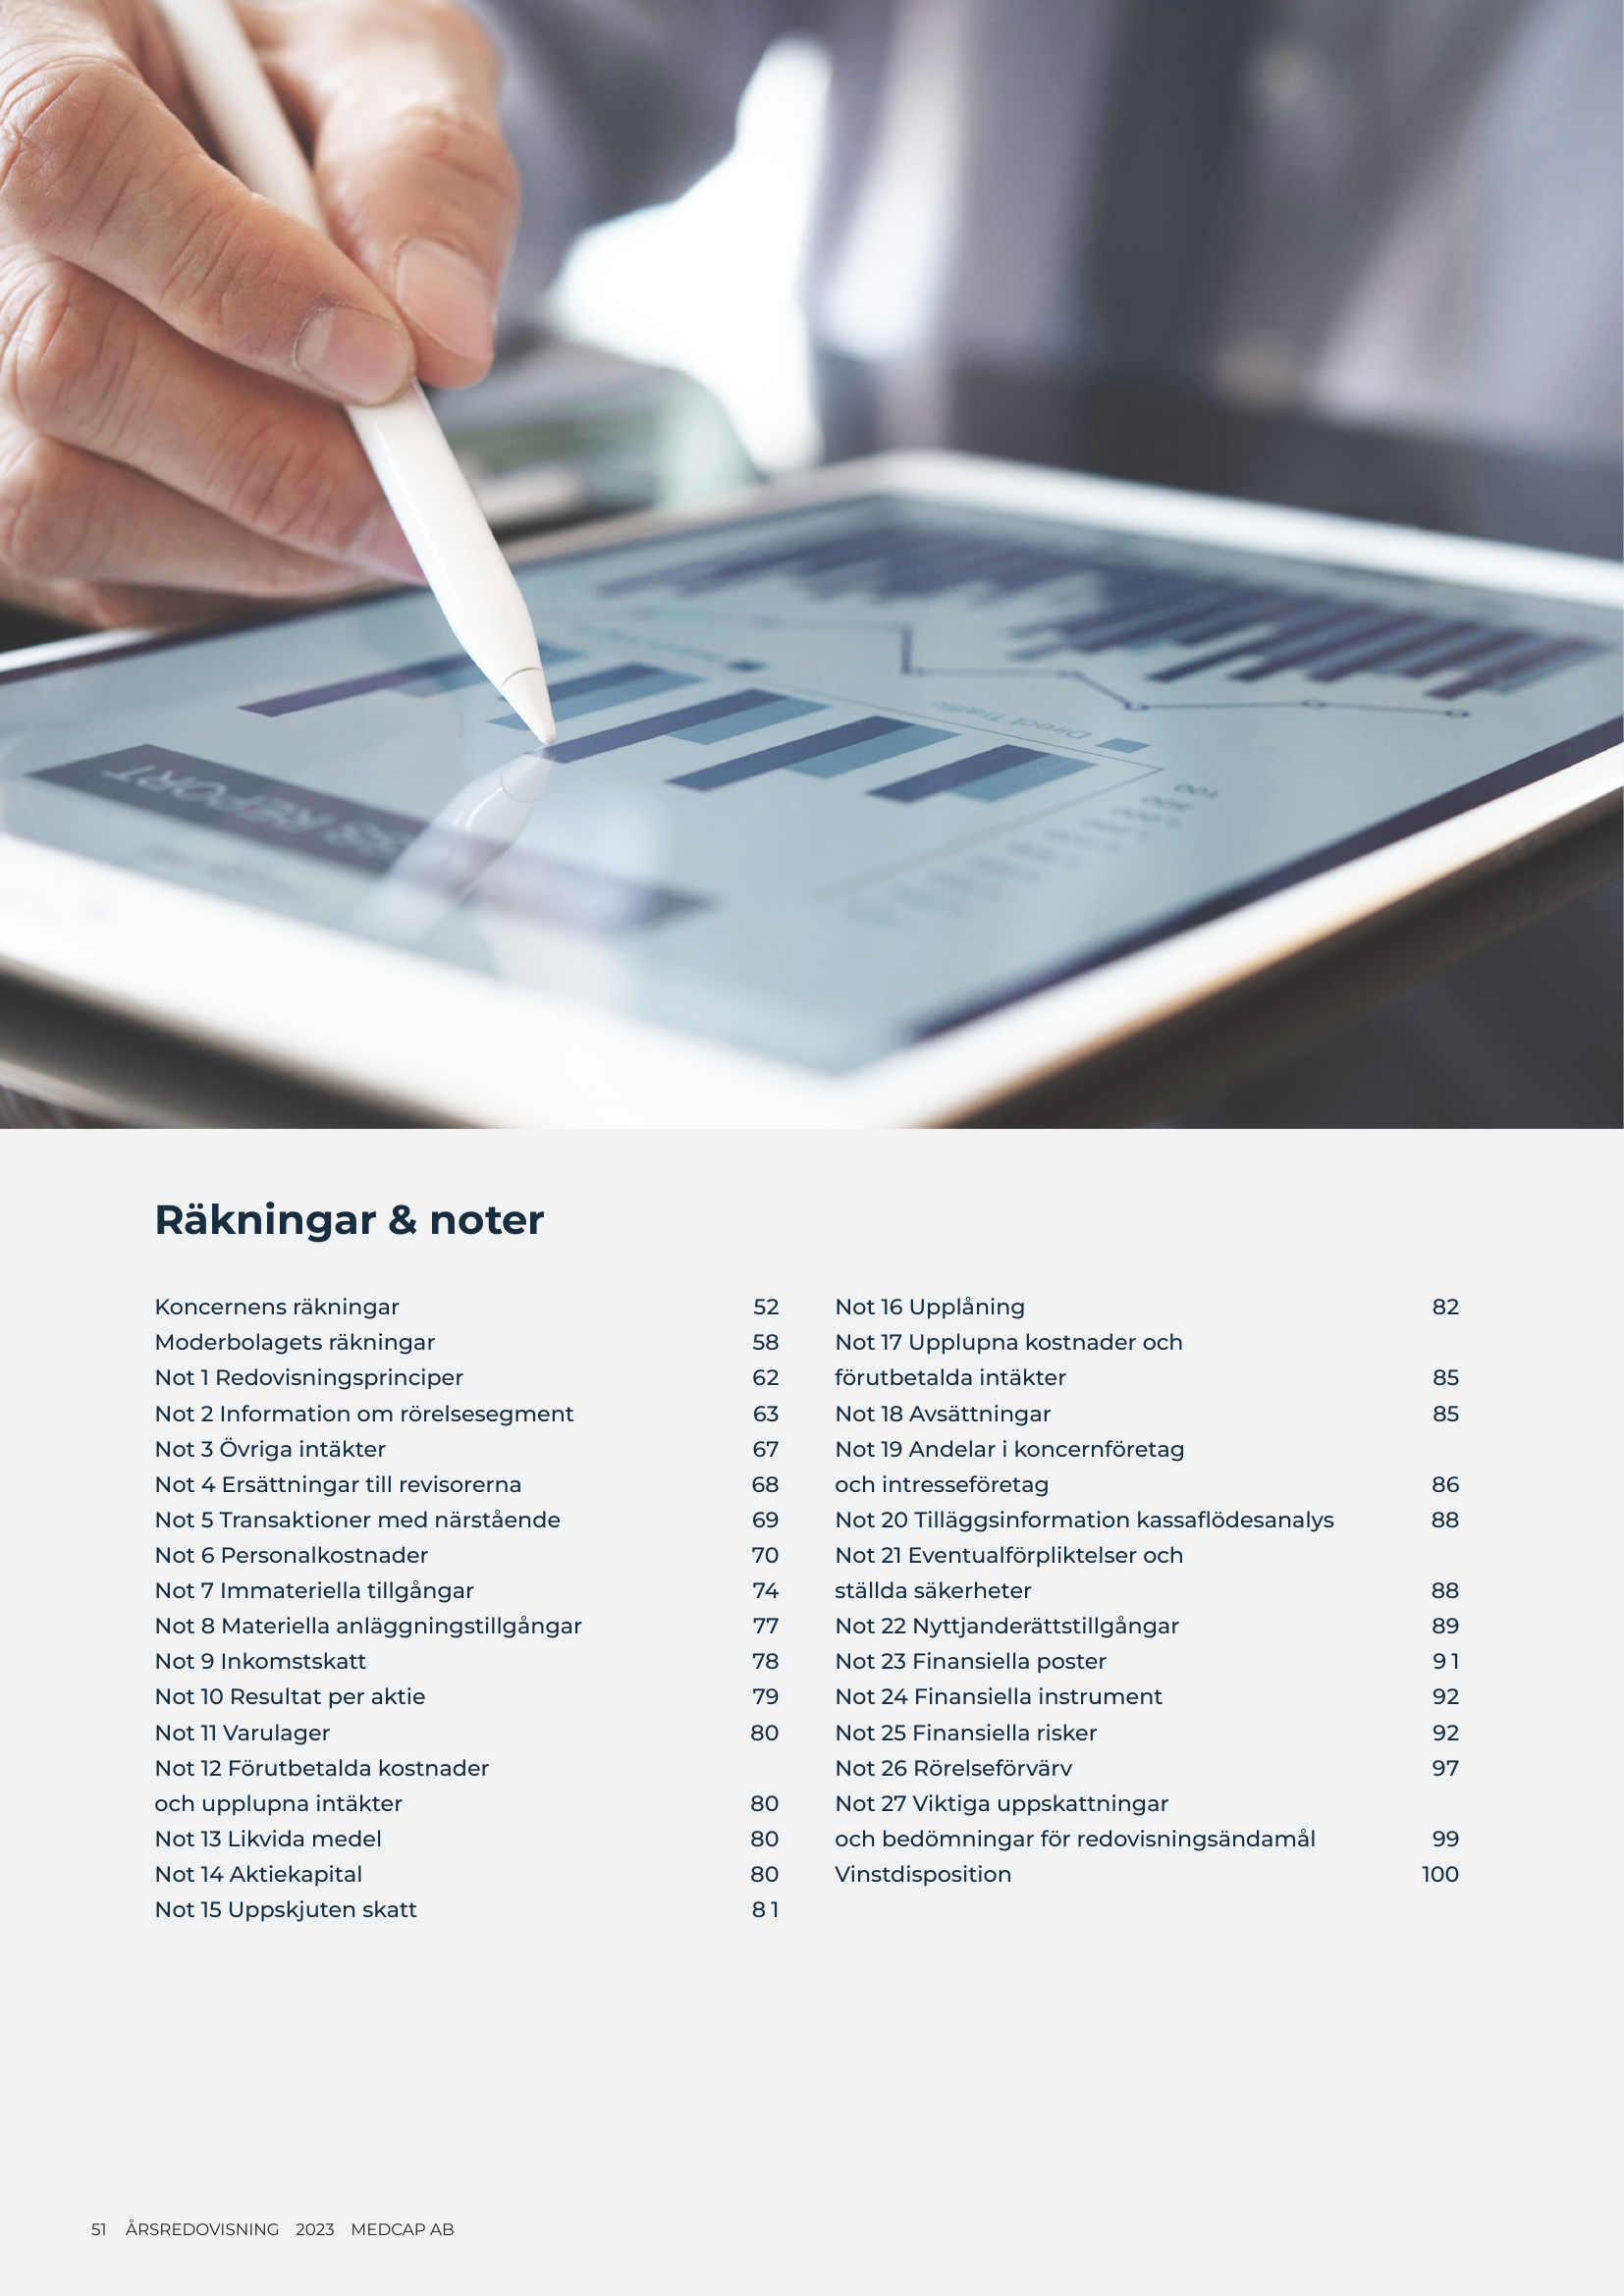 REPORT
Direct Traffic
Räkningar & noter
Koncernens räkningar 52
Moderbolagets räkningar 58
Not 1 Redovisningsprinciper 62
Not 2 Information om rörelsesegment 63
Not 3 Övriga intäkter 67
Not 4 Ersättningar till revisorerna 68
Not 5 Transaktioner med närstående 69
Not 6 Personalkostnader 70
Not 7 Immateriella tillgångar 74
Not 8 Materiella anläggningstillgångar 77
Not 9 Inkomstskatt 78
Not 10 Resultat per aktie 79
Not 11 Varulager 80
Not 12 Förutbetalda kostnader
och upplupna intäkter 80
Not 13 Likvida medel 80
Not 14 Aktiekapital 80
Not 15 Uppskjuten skatt 81
Not 16 Upplåning 82
Not 17 Upplupna kostnader och
förutbetalda intäkter 85
Not 18 Avsättningar 85
Not 19 Andelar i koncernföretag
och intresseföretag 86
Not 20 Tilläggsinformation kassaflödesanalys 88
Not 21 Eventualförpliktelser och
ställda säkerheter 88
Not 22 Nyttjanderättstillgångar 89
Not 23 Finansiella poster 91
Not 24 Finansiella instrument 92
Not 25 Finansiella risker 92
Not 26 Rörelseförvärv 97
Not 27 Viktiga uppskattningar
och bedömningar för redovisningsändamål 99
Vinstdisposition 100
51 ÅRSREDOVISNING 2023 MEDCAP AB